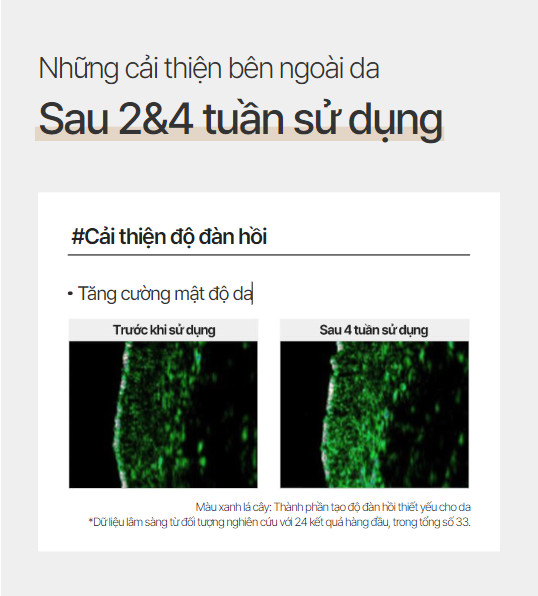 Những cải thiện bên ngoài da
Sau 2&4 tuần sử dụng
#Cải thiện độ đàn hồi
• Tăng cường mật độ da
Trước khi sử dụng
Sau 4 tuần sử dụng
Màu xanh lá cây: Thành phần tạo độ đàn hồi thiết yếu cho da
*Dữ liệu lâm sàng từ đối tượng nghiên cứu với 24 kết quả hàng đầu, trong tổng số 33.